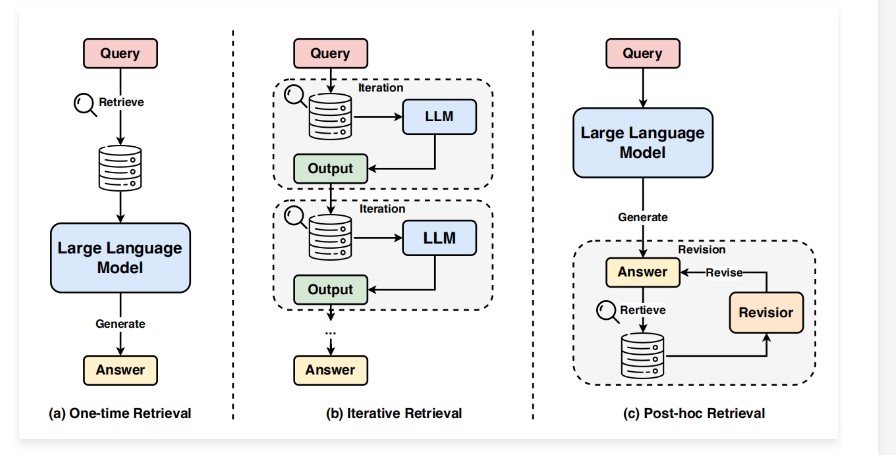 Query
Retrieve
Large Language
Model
Generate
Answer
(a) One-time Retrieval
Query
Iteration
LLM
Output
Iteration
LLM
Output
...
Answer
(b) Iterative Retrieval
Query
Large Language
Model
Generate
Revision
Answer
Revise
Rertieve
Revisior
(c) Post-hoc Retrieval